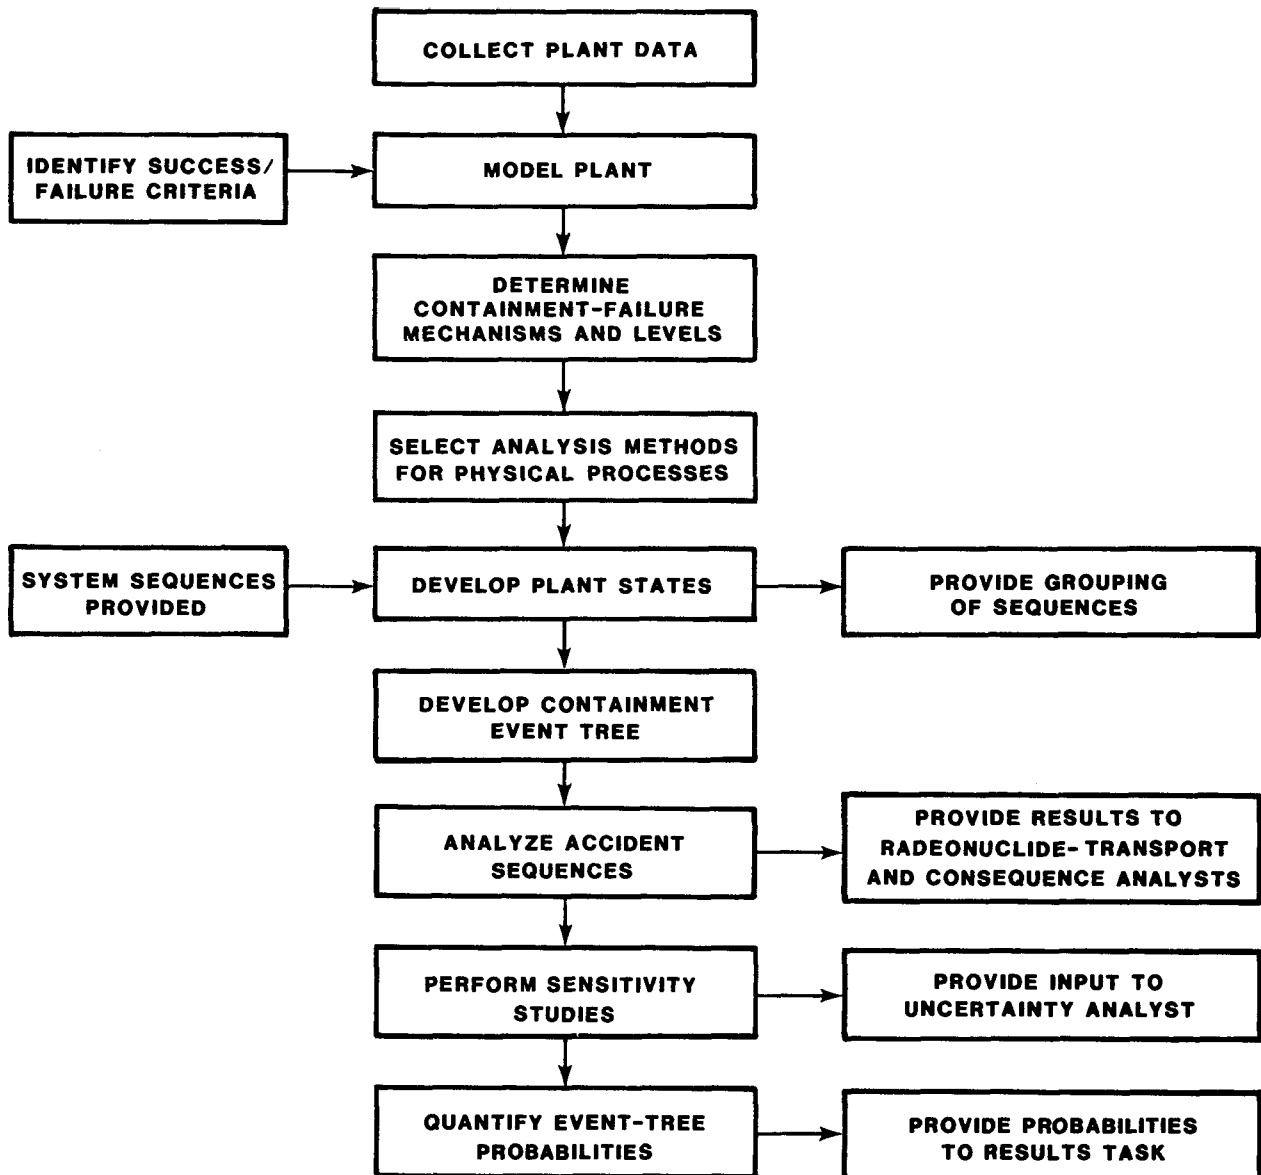 COLLECT PLANT DATA
IDENTIFY SUCCESS/
FAILURE CRITERIA
MODEL PLANT
DETERMINE
CONTAINMENT-FAILURE
MECHANISMS AND LEVELS
SELECT ANALYSIS METHODS
FOR PHYSICAL PROCESSES
SYSTEM SEQUENCES
PROVIDED
DEVELOP PLANT STATES
PROVIDE GROUPING
OF SEQUENCES
DEVELOP CONTAINMENT
EVENT TREE
ANALYZE ACCIDENT
SEQUENCES
PROVIDE RESULTS TO
RADEONUCLIDE-TRANSPORT
AND CONSEQUENCE ANALYSTS
PERFORM SENSITIVITY
STUDIES
PROVIDE INPUT TO
UNCERTAINTY ANALYST
QUANTIFY EVENT-TREE
PROBABILITIES
PROVIDE PROBABILITIES
TO RESULTS TASK